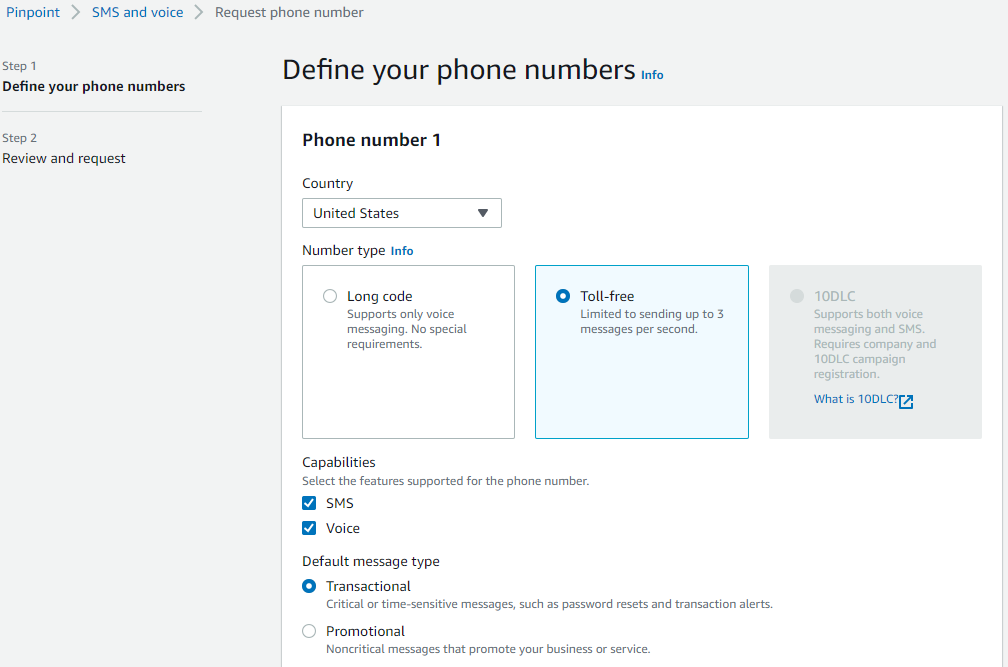 Pinpoint > SMS and voice > Request phone number
Step 1
Define your phone numbers
Step 2
Review and request
Define your phone numbers Info
Phone number 1
Country
United States
Number type Info
Long code
Supports only voice
messaging. No special
requirements.
Toll-free
Limited to sending up to 3
messages per second.
10DLC
Supports both voice
messaging and SMS.
Requires company and
10DLC campaign
registration.
What is 10DLC?
Capabilities
Select the features supported for the phone number.
SMS
Voice
Default message type
Transactional
Critical or time-sensitive messages, such as password resets and transaction alerts.
Promotional
Noncritical messages that promote your business or service.